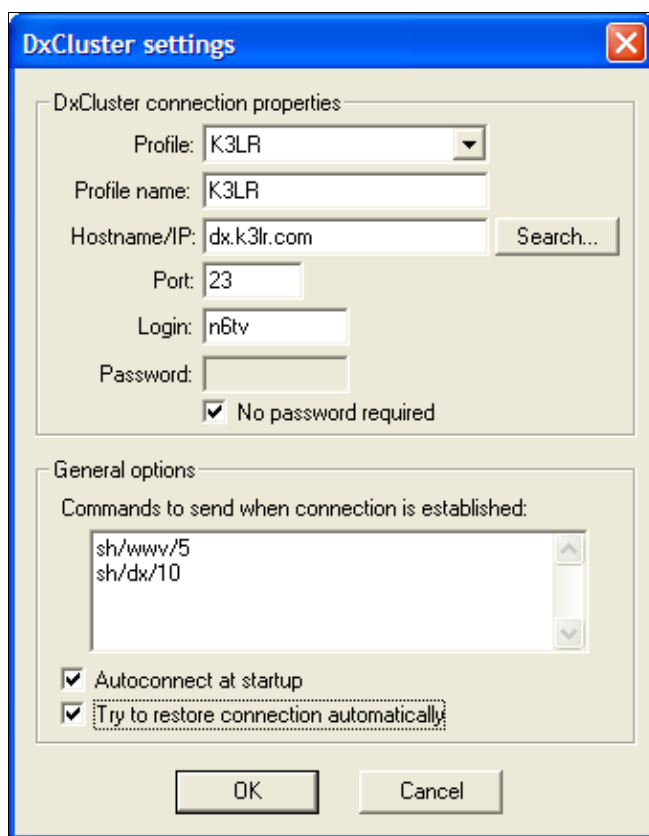 DxCluster settings
DxCluster connection properties
Profile: K3LR
Profile name: K3LR
Hostname/IP: dx.k3lr.com Search...
Port: 23
Login: n6tv
Password:
No password required
General options
Commands to send when connection is established:
sh/wwv/5
sh/dx/10
Autoconnect at startup
Try to restore connection automatically
OK Cancel